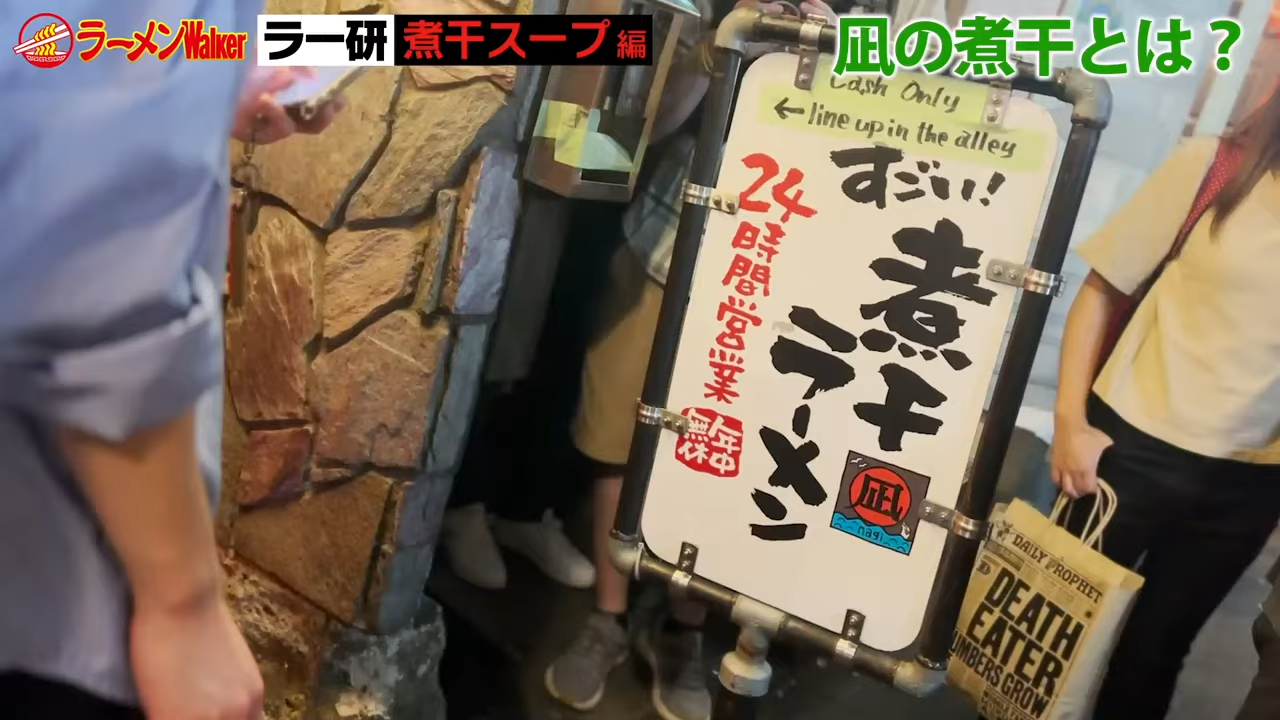 ラーメンWalker
ラー研 煮干スープ 編
凪の煮干とは？
Cash Only
←line up in the alley
すごい!
煮干
ラーメン
24時間営業
年中無休
凪
nagi
DAILY PROPHET
DEATH
EATER
NUMBERS GROW